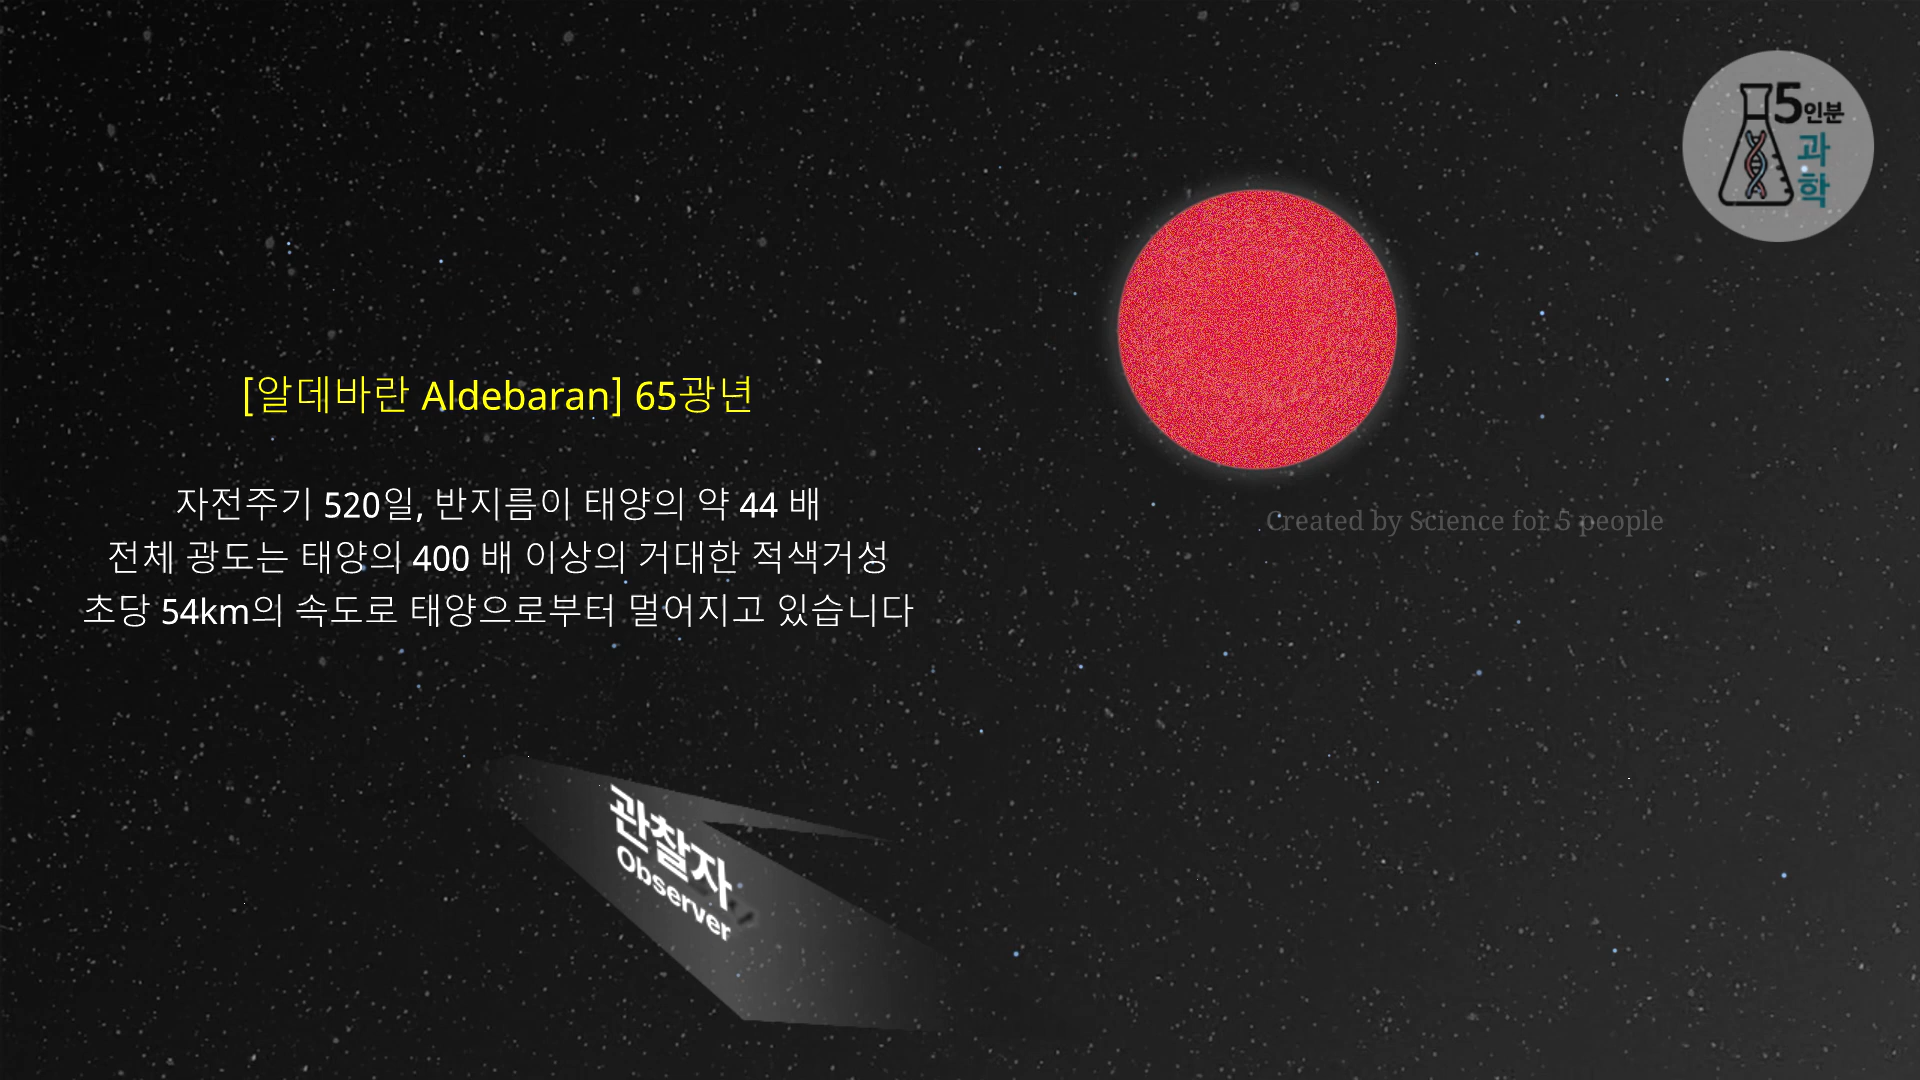 5인분
과
학
[알데바란 Aldebaran] 65광년
자전주기 520일, 반지름이 태양의 약 44 배
전체 광도는 태양의 400 배 이상의 거대한 적색거성
초당 54km의 속도로 태양으로부터 멀어지고 있습니다
Created by Science for 5 people
관찰자
Observer